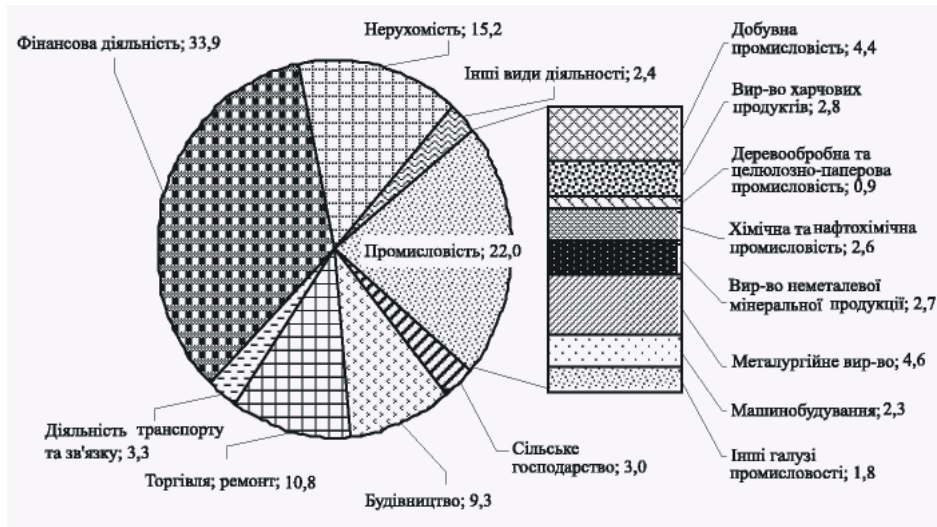 Фінансова діяльність; 33,9
Нерухомість; 15,2
Інші види діяльності; 2,4
Промисловість; 22,0
Сільське
господарство; 3,0
Будівництво; 9,3
Торгівля; ремонт; 10,8
Діяльність транспорту
та зв'язку; 3,3
Добувна
промисловість; 4,4
Вир-во харчових
продуктів; 2,8
Деревообробна та
целюлозно-паперова
промисловість; 0,9
Хімічна та нафтохімічна
промисловість; 2,6
Вир-во неметалевої
мінеральної продукції; 2,7
Металургійне вир-во; 4,6
Машинобудування; 2,3
Інші галузі
промисловості; 1,8